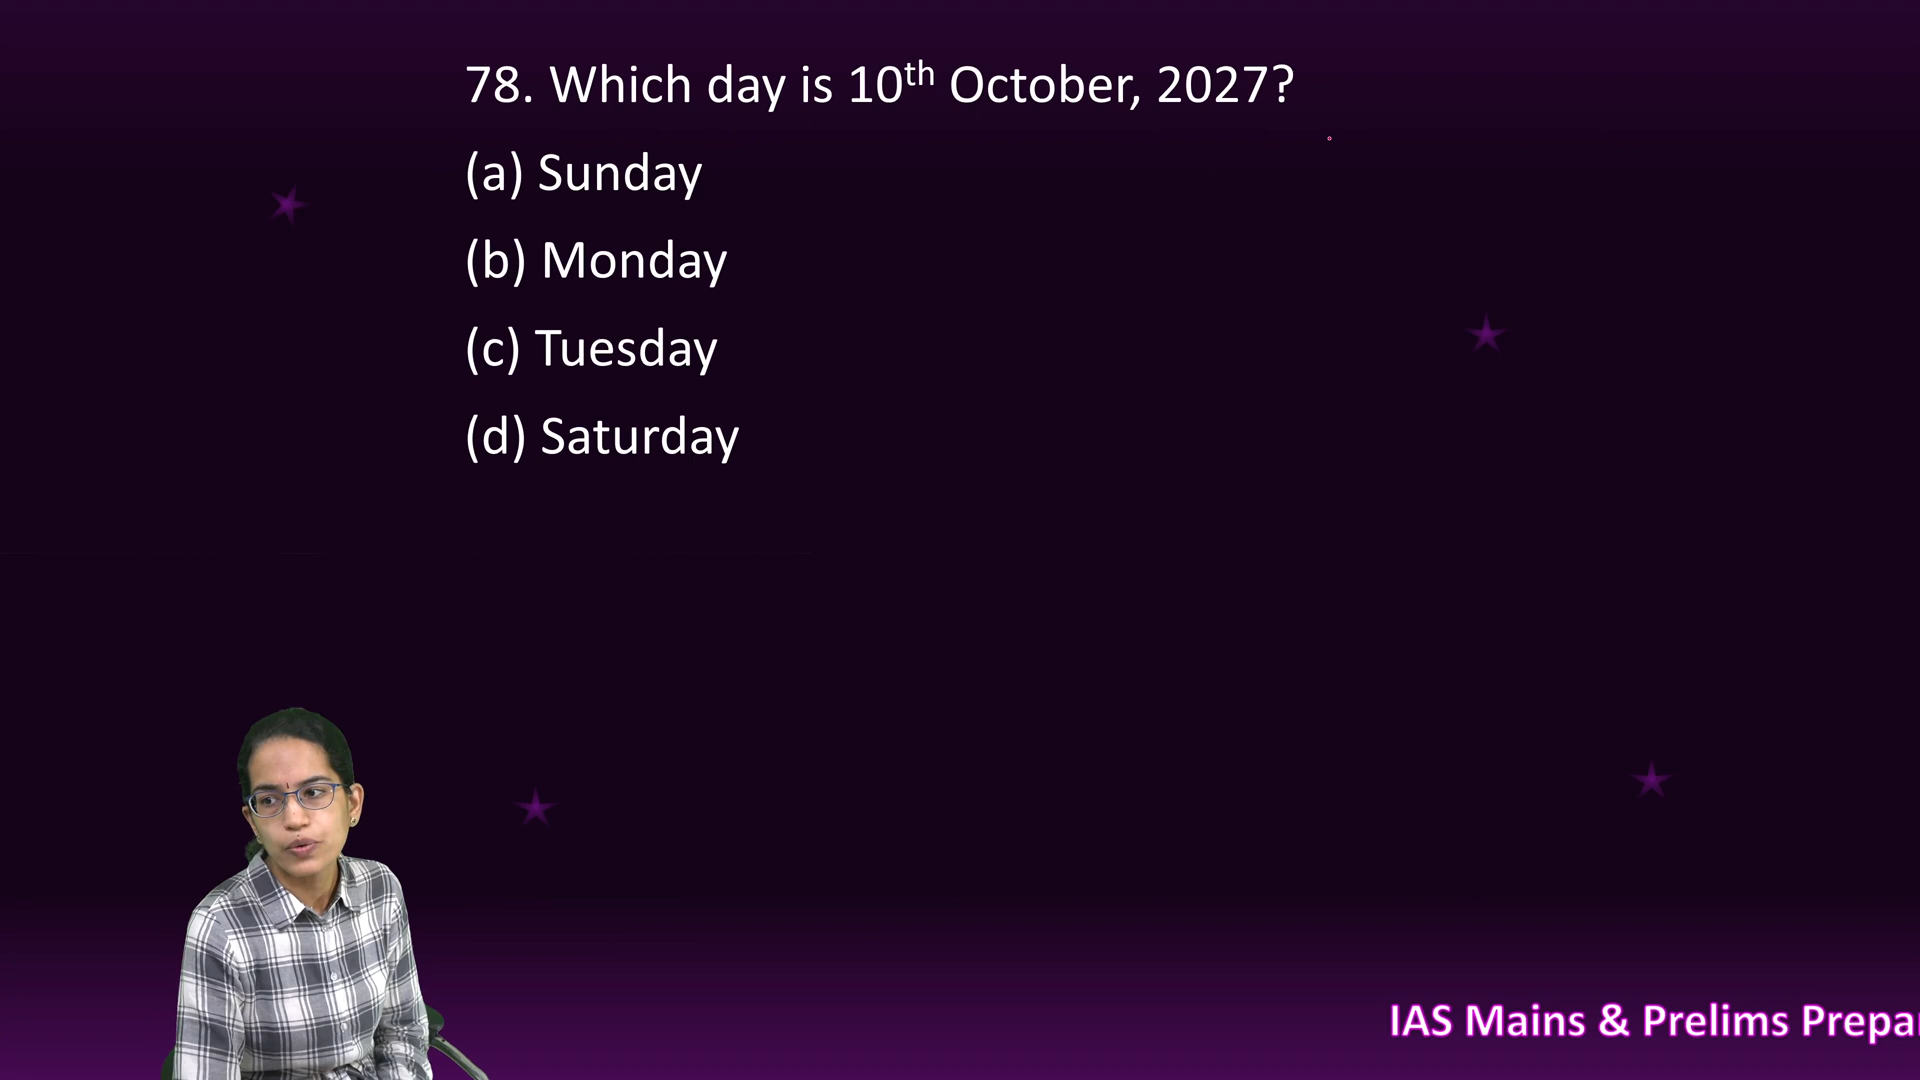 78. Which day is 10th October, 2027?
(a) Sunday
(b) Monday
(c) Tuesday
(d) Saturday
IAS Mains & Prelims Prepa